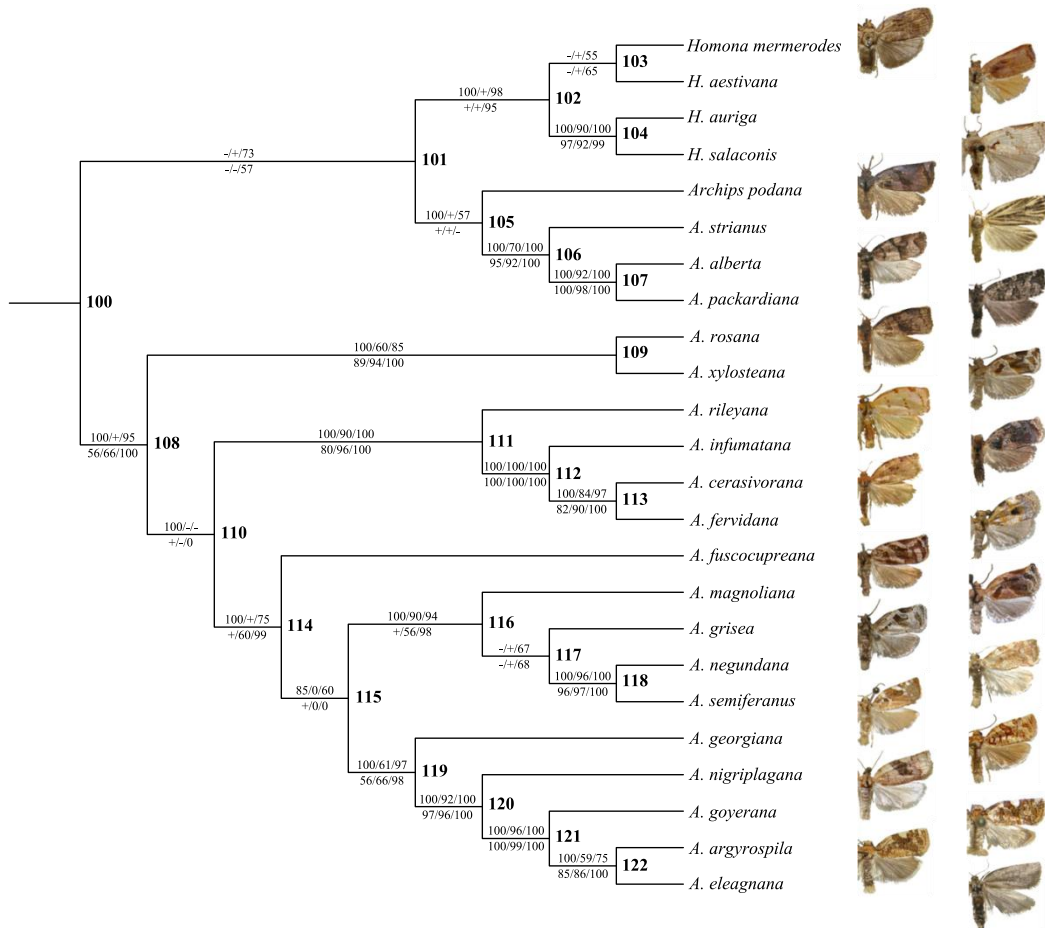 Homona mermerodes
-/+/55
103
-/+/65
H. aestivana
100/+/98
102
+/+/95
H. auriga
100/90/100
104
97/92/99
H. salaconis
-/+/73
101
-/-/57
Archips podana
100/+/57
105
+/+/-
A. strianus
100/70/100
106
95/92/100
A. alberta
100/92/100
107
100/98/100
A. packardiana
100
A. rosana
100/60/85
109
89/94/100
A. xylosteana
100/+/95
108
56/66/100
A. rileyana
100/90/100
111
80/96/100
A. infumatana
100/100/100
112
100/100/100
A. cerasivorana
100/84/97
113
82/90/100
A. fervidana
100/-/-
110
+/-/0
A. fuscocupreana
100/+/75
114
+/60/99
A. magnoliana
100/90/94
116
+/56/98
A. grisea
-/+/67
117
-/+/68
A. negundana
100/96/100
118
96/97/100
A. semiferanus
85/0/60
115
+/0/0
A. georgiana
100/61/97
119
56/66/98
A. nigriplagana
100/92/100
120
97/96/100
A. goyerana
100/96/100
121
100/99/100
A. argyrospila
100/59/75
122
85/86/100
A. eleagnana